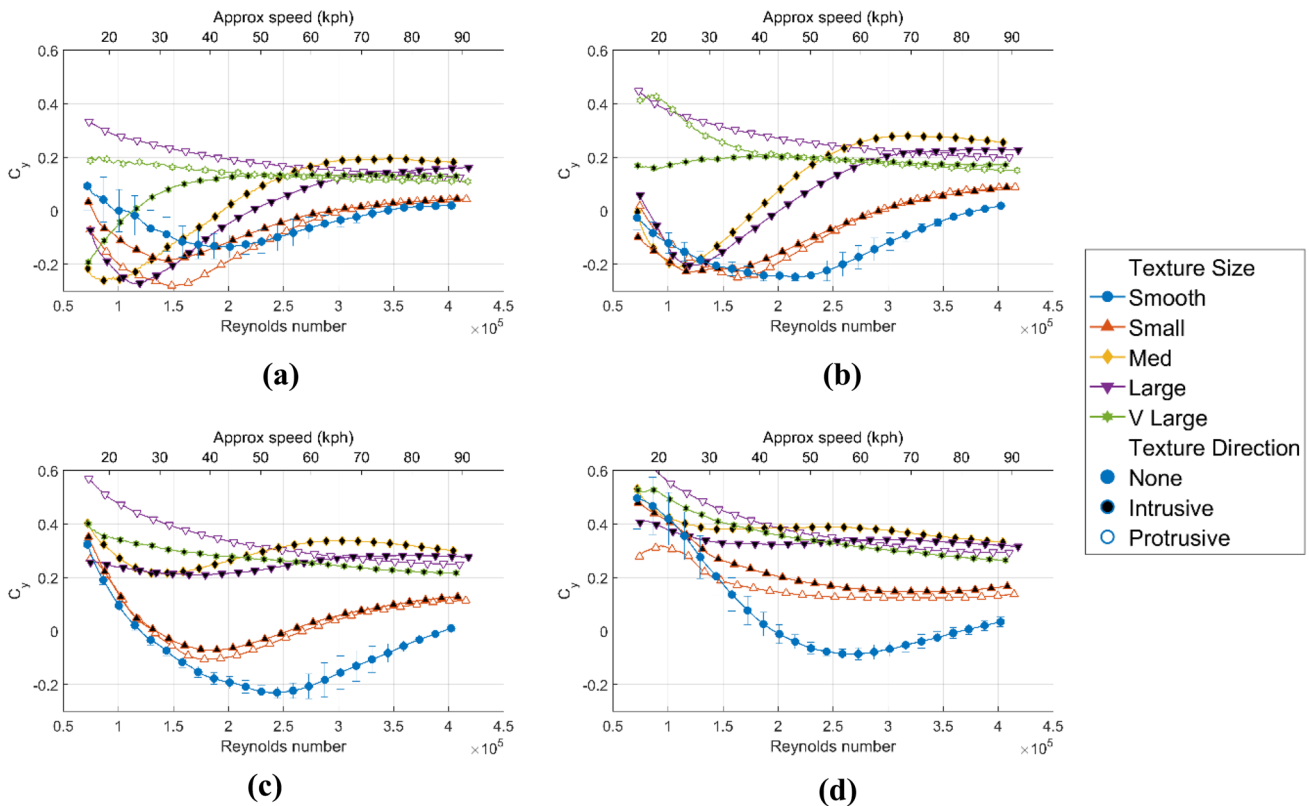 Approx speed (kph)
20 30 40 50 60 70 80 90
0.6
0.4
0.2
0
-0.2
C_y
0.5 1 1.5 2 2.5 3 3.5 4 4.5
Reynolds number
×10^5
(a)
Approx speed (kph)
20 30 40 50 60 70 80 90
0.6
0.4
0.2
0
-0.2
C_y
0.5 1 1.5 2 2.5 3 3.5 4 4.5
Reynolds number
×10^5
(b)
Approx speed (kph)
20 30 40 50 60 70 80 90
0.6
0.4
0.2
0
-0.2
C_y
0.5 1 1.5 2 2.5 3 3.5 4 4.5
Reynolds number
×10^5
(c)
Approx speed (kph)
20 30 40 50 60 70 80 90
0.6
0.4
0.2
0
-0.2
C_y
0.5 1 1.5 2 2.5 3 3.5 4 4.5
Reynolds number
×10^5
(d)
Texture Size
Smooth
Small
Med
Large
V Large
Texture Direction
None
Intrusive
Protrusive